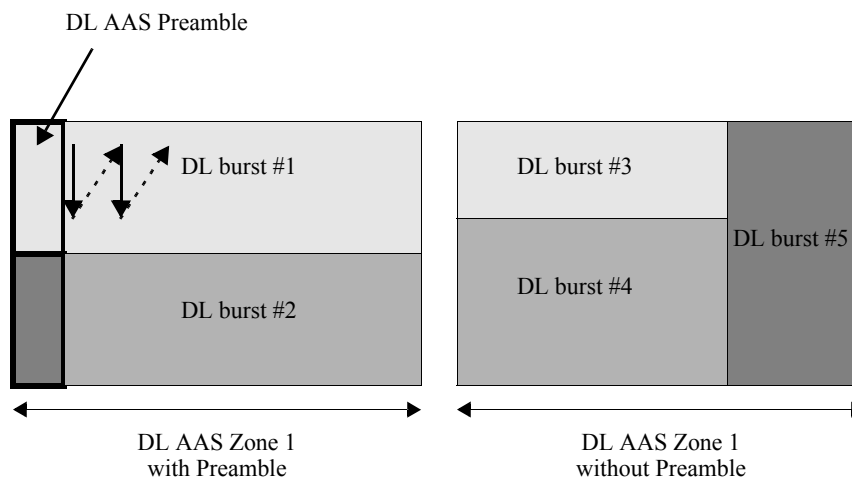 DL AAS Preamble
DL burst #1
DL burst #2
DL burst #3
DL burst #4
DL burst #5
DL AAS Zone 1
with Preamble
DL AAS Zone 1
without Preamble